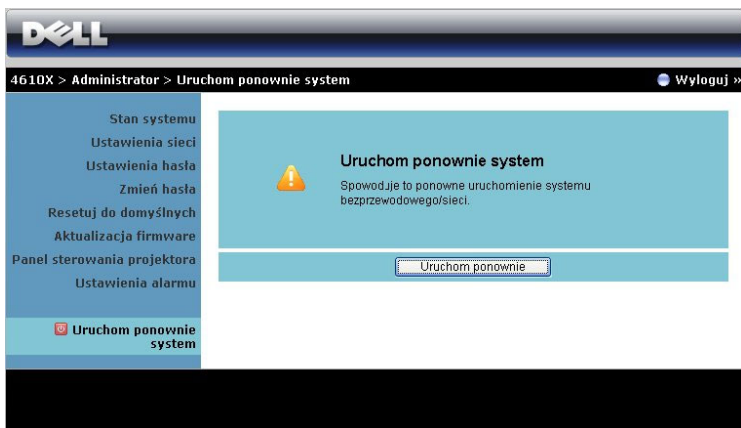 DELL
4610X > Administrator > Uruchom ponownie system
Wyloguj »
Stan systemu
Ustawienia sieci
Ustawienia hasła
Zmień hasła
Resetuj do domyślnych
Aktualizacja firmware
Panel sterowania projektora
Ustawienia alarmu
Uruchom ponownie
system
Uruchom ponownie system
Spowoduje to ponowne uruchomienie systemu
bezprzewodowego/sieci.
Uruchom ponownie